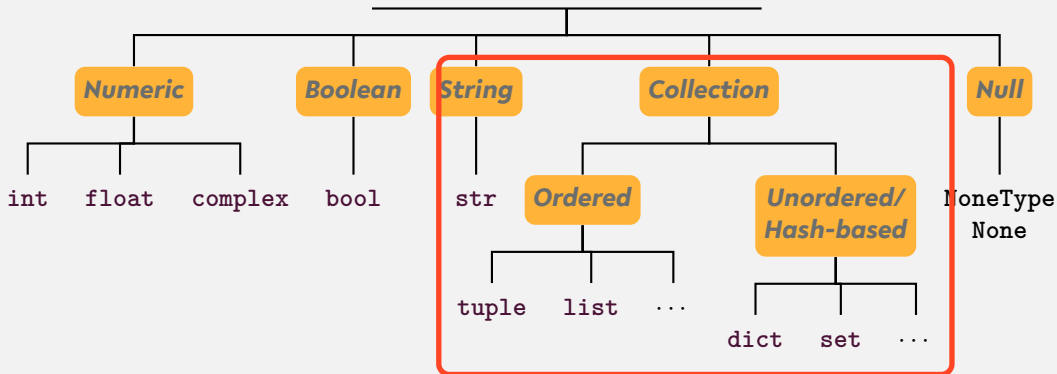 Numeric Boolean String Collection Null
int float complex bool str Ordered Unordered/
Hash-based NoneType
None
tuple list ...
dict set ...